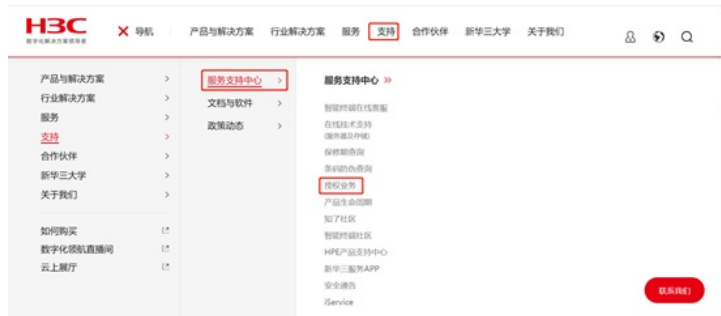 H3C
数字化解决方案领导者
导航
产品与解决方案 行业解决方案 服务 支持 合作伙伴 新华三大学 关于我们
产品与解决方案
行业解决方案
服务
支持
合作伙伴
新华三大学
关于我们
如何购买
数字化领航直播间
云上展厅
服务支持中心
文档与软件
政策动态
服务支持中心 »
智能终端在线客服
在线技术支持
(服务器及存储)
保修期查询
条码防伪查询
授权业务
产品生命周期
知了社区
智能终端社区
HPE产品支持中心
新华三服务APP
安全通告
iService
联系我们